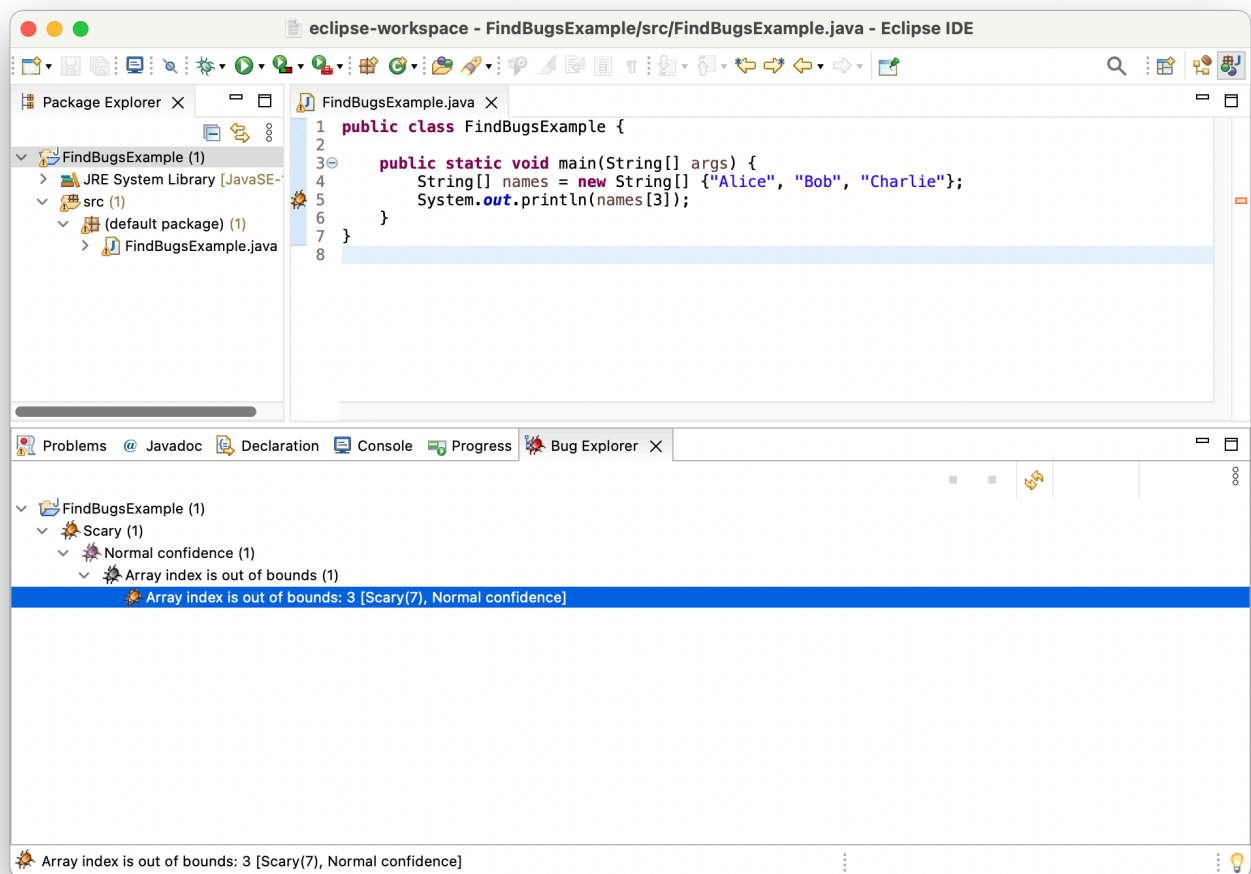 eclipse-workspace - FindBugsExample/src/FindBugsExample.java - Eclipse IDE
Package Explorer
FindBugsExample (1)
JRE System Library [JavaSE-
src (1)
(default package) (1)
FindBugsExample.java
FindBugsExample.java
1 public class FindBugsExample {
2
3 public static void main(String[] args) {
4 String[] names = new String[] {"Alice", "Bob", "Charlie"};
5 System.out.println(names[3]);
6 }
7 }
8
Problems @ Javadoc Declaration Console Progress Bug Explorer
FindBugsExample (1)
Scary (1)
Normal confidence (1)
Array index is out of bounds (1)
Array index is out of bounds: 3 [Scary(7), Normal confidence]
Array index is out of bounds: 3 [Scary(7), Normal confidence]